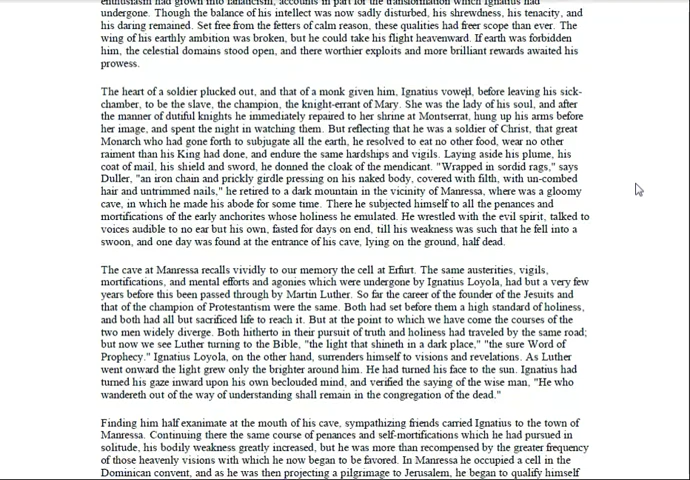 enthusiasm had grown into fanaticism, accounts in part for the transformation which Ignatius had
undergone. Though the balance of his intellect was now sadly disturbed, his shrewdness, his tenacity, and
his daring remained. Set free from the fetters of calm reason, these qualities had freer scope than ever. The
wing of his earthly ambition was broken, but he could take his flight heavenward. If earth was forbidden
him, the celestial domains stood open, and there worthier exploits and more brilliant rewards awaited his
prowess.
The heart of a soldier plucked out, and that of a monk given him, Ignatius vowed, before leaving his sick-
chamber, to be the slave, the champion, the knight-errant of Mary. She was the lady of his soul, and after
the manner of dutiful knights he immediately repaired to her shrine at Montserrat, hung up his arms before
her image, and spent the night in watching them. But reflecting that he was a soldier of Christ, that great
Monarch who had gone forth to subjugate all the earth, he resolved to eat no other food, wear no other
raiment than his King had done, and endure the same hardships and vigils. Laying aside his plume, his
coat of mail, his shield and sword, he donned the cloak of the mendicant. "Wrapped in sordid rags," says
Duller, "an iron chain and prickly girdle pressing on his naked body, covered with filth, with un-combed
hair and untrimmed nails," he retired to a dark mountain in the vicinity of Manressa, where was a gloomy
cave, in which he made his abode for some time. There he subjected himself to all the penances and
mortifications of the early anchorites whose holiness he emulated. He wrestled with the evil spirit, talked to
voices audible to no ear but his own, fasted for days on end, till his weakness was such that he fell into a
swoon, and one day was found at the entrance of his cave, lying on the ground, half dead.
The cave at Manressa recalls vividly to our memory the cell at Erfurt. The same austerities, vigils,
mortifications, and mental efforts and agonies which were undergone by Ignatius Loyola, had but a very few
years before this been passed through by Martin Luther. So far the career of the founder of the Jesuits and
that of the champion of Protestantism were the same. Both had set before them a high standard of holiness,
and both had all but sacrificed life to reach it. But at the point to which we have come the courses of the
two men widely diverge. Both hitherto in their pursuit of truth and holiness had traveled by the same road;
but now we see Luther turning to the Bible, "the light that shineth in a dark place," "the sure Word of
Prophecy." Ignatius Loyola, on the other hand, surrenders himself to visions and revelations. As Luther
went onward the light grew only the brighter around him. He had turned his face to the sun. Ignatius had
turned his gaze inward upon his own beclouded mind, and verified the saying of the wise man, "He who
wandereth out of the way of understanding shall remain in the congregation of the dead."
Finding him half exanimate at the mouth of his cave, sympathizing friends carried Ignatius to the town of
Manressa. Continuing there the same course of penances and self-mortifications which he had pursued in
solitude, his bodily weakness greatly increased, but he was more than recompensed by the greater frequency
of those heavenly visions with which he now began to be favored. In Manressa he occupied a cell in the
Dominican convent, and as he was then projecting a pilgrimage to Jerusalem, he began to qualify himself